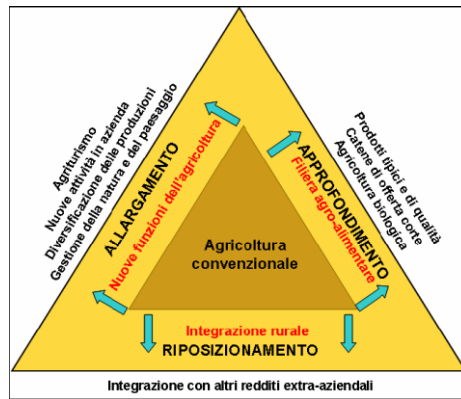 Agriturismo
Nuove attività in azienda
Diversificazione delle produzioni
Gestione della natura e del paesaggio
ALLARGAMENTO
Nuove funzioni dell'agricoltura
Prodotti tipici e di qualità
Catene di offerta corte
Agricoltura biologica
APPROFONDIMENTO
Filiera agro-alimentare
Agricoltura
convenzionale
Integrazione rurale
RIPOSIZIONAMENTO
Integrazione con altri redditi extra-aziendali